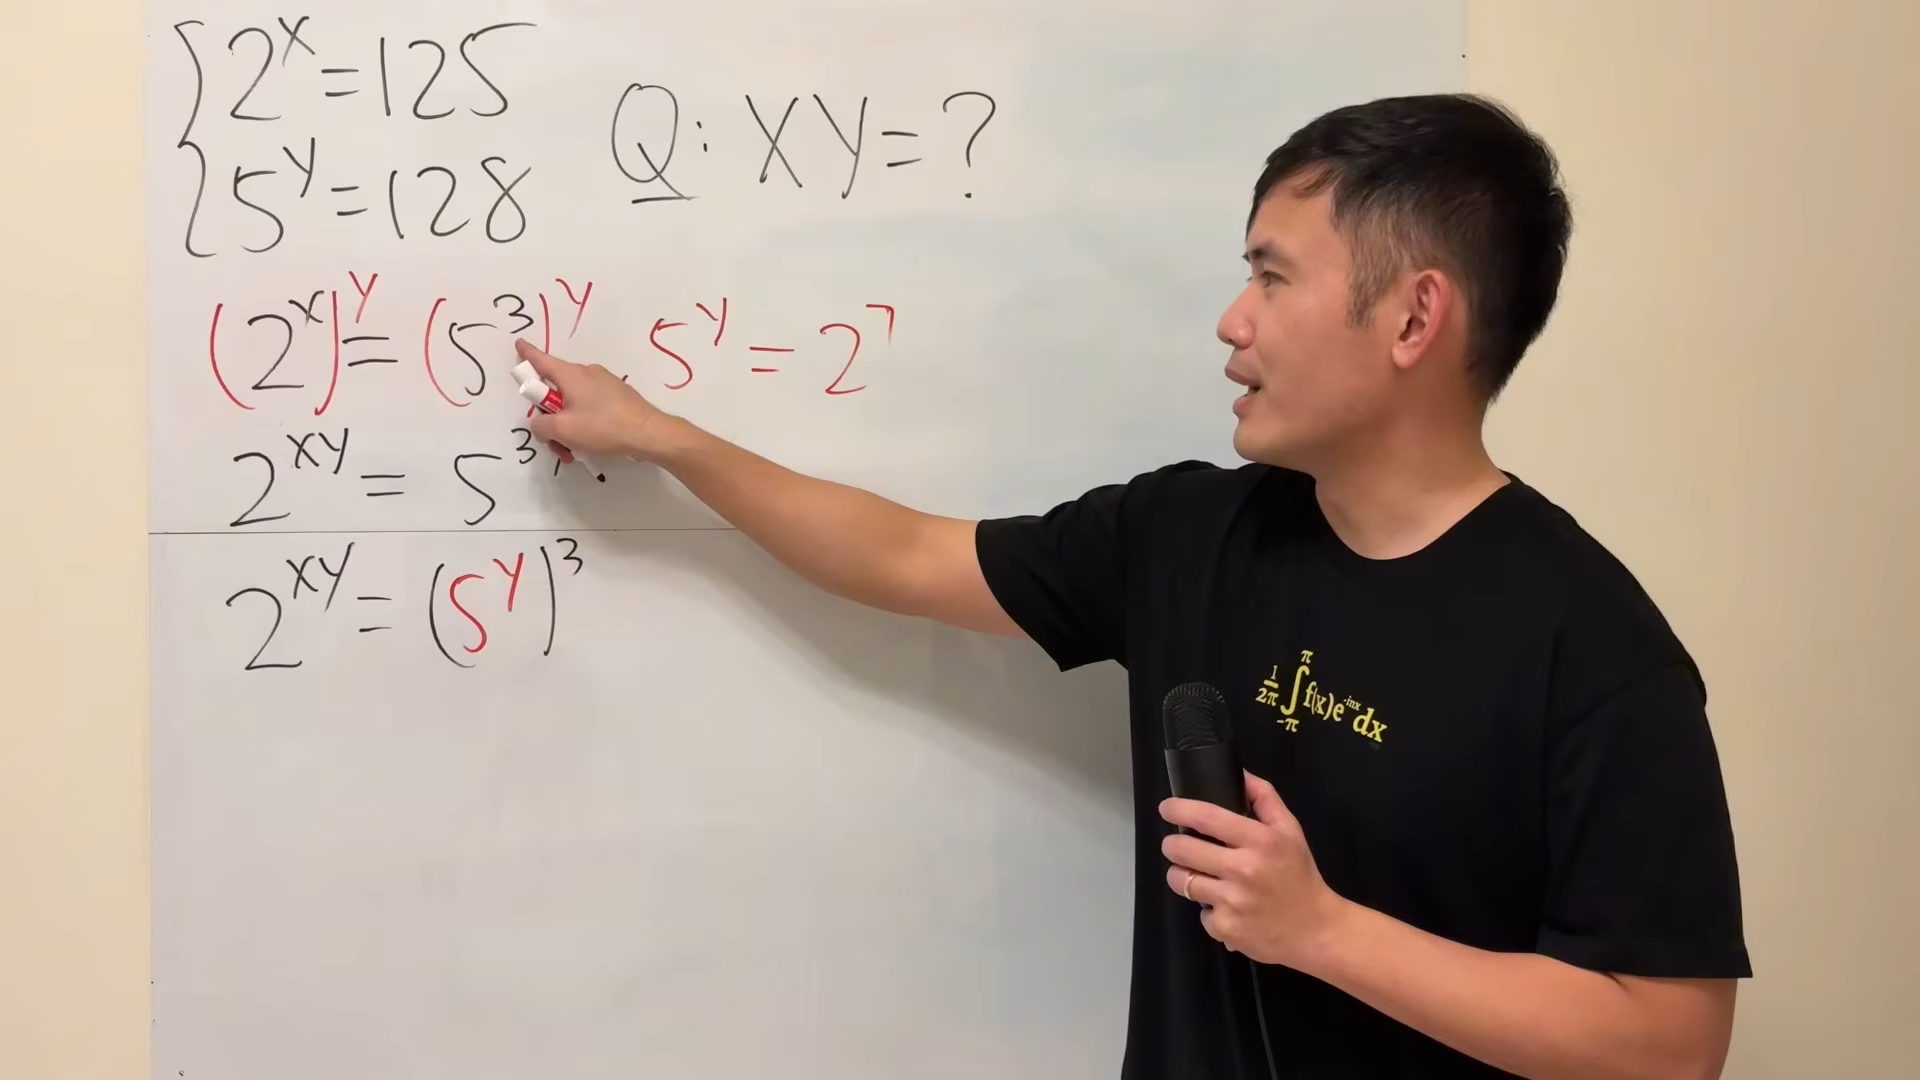 2^x = 125
5^y = 128
Q: XY = ?
(2^x)^y = (5^3)^y , 5^y = 2^7
2^xy = 5^3
2^xy = (5^y)^3
1/2π ∫_-π^π f(x)e^-inx dx